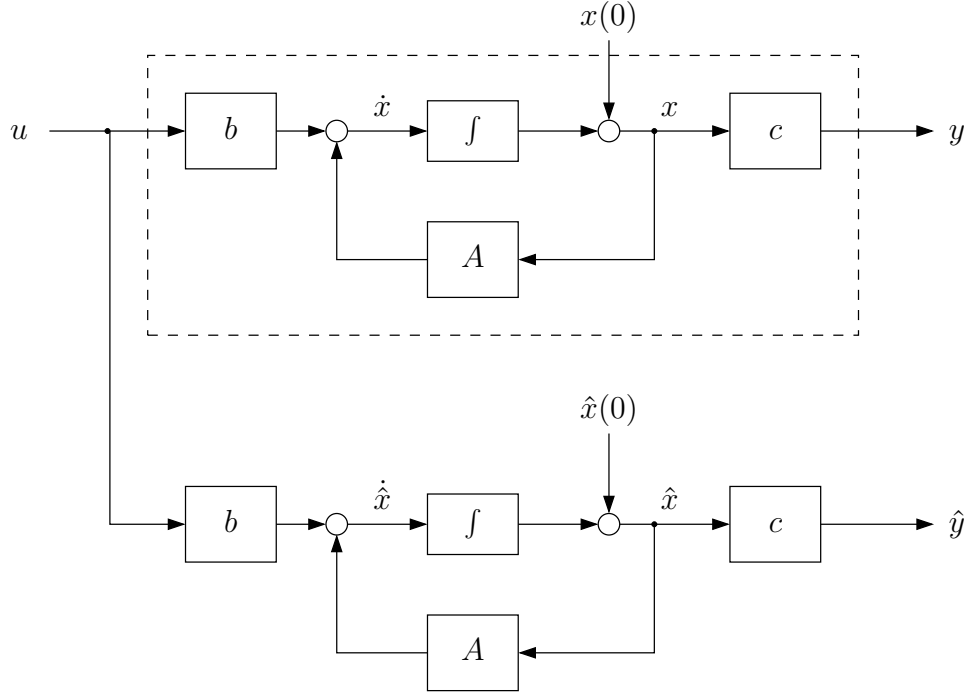 x(0)
u b ẋ ∫ x c y
A
x̂(0)
b x̂̇ ∫ x̂ c ŷ
A